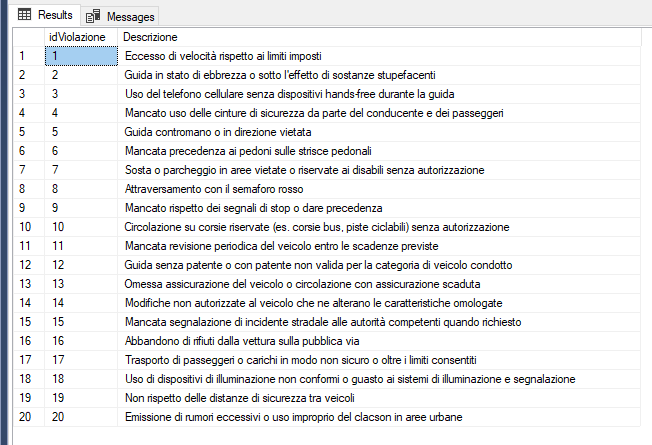 Results Messages
idViolazione Descrizione
1 1 Eccesso di velocità rispetto ai limiti imposti
2 2 Guida in stato di ebbrezza o sotto l'effetto di sostanze stupefacenti
3 3 Uso del telefono cellulare senza dispositivi hands-free durante la guida
4 4 Mancato uso delle cinture di sicurezza da parte del conducente e dei passeggeri
5 5 Guida contromano o in direzione vietata
6 6 Mancata precedenza ai pedoni sulle strisce pedonali
7 7 Sosta o parcheggio in aree vietate o riservate ai disabili senza autorizzazione
8 8 Attraversamento con il semaforo rosso
9 9 Mancato rispetto dei segnali di stop o dare precedenza
10 10 Circolazione su corsie riservate (es. corsie bus, piste ciclabili) senza autorizzazione
11 11 Mancata revisione periodica del veicolo entro le scadenze previste
12 12 Guida senza patente o con patente non valida per la categoria di veicolo condotto
13 13 Omessa assicurazione del veicolo o circolazione con assicurazione scaduta
14 14 Modifiche non autorizzate al veicolo che ne alterano le caratteristiche omologate
15 15 Mancata segnalazione di incidente stradale alle autorità competenti quando richiesto
16 16 Abbandono di rifiuti dalla vettura sulla pubblica via
17 17 Trasporto di passeggeri o carichi in modo non sicuro o oltre i limiti consentiti
18 18 Uso di dispositivi di illuminazione non conformi o guasto ai sistemi di illuminazione e segnalazione
19 19 Non rispetto delle distanze di sicurezza tra veicoli
20 20 Emissione di rumori eccessivi o uso improprio del clacson in aree urbane